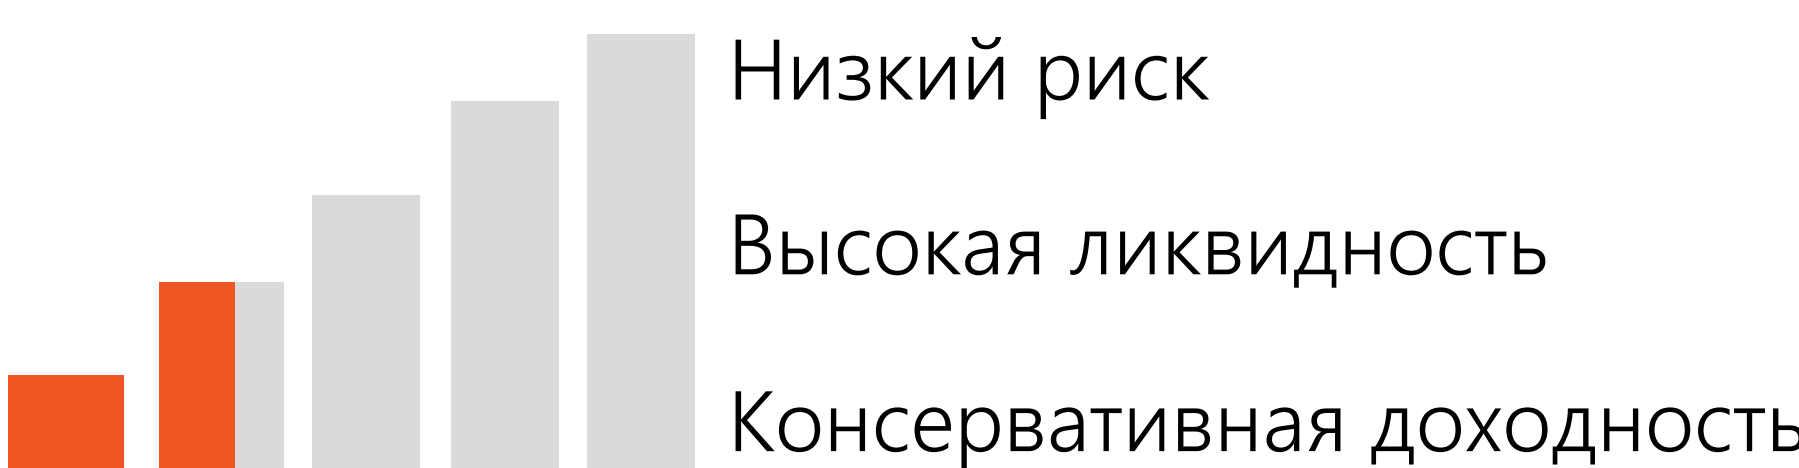 Низкий риск
Высокая ликвидность
Консервативная доходность